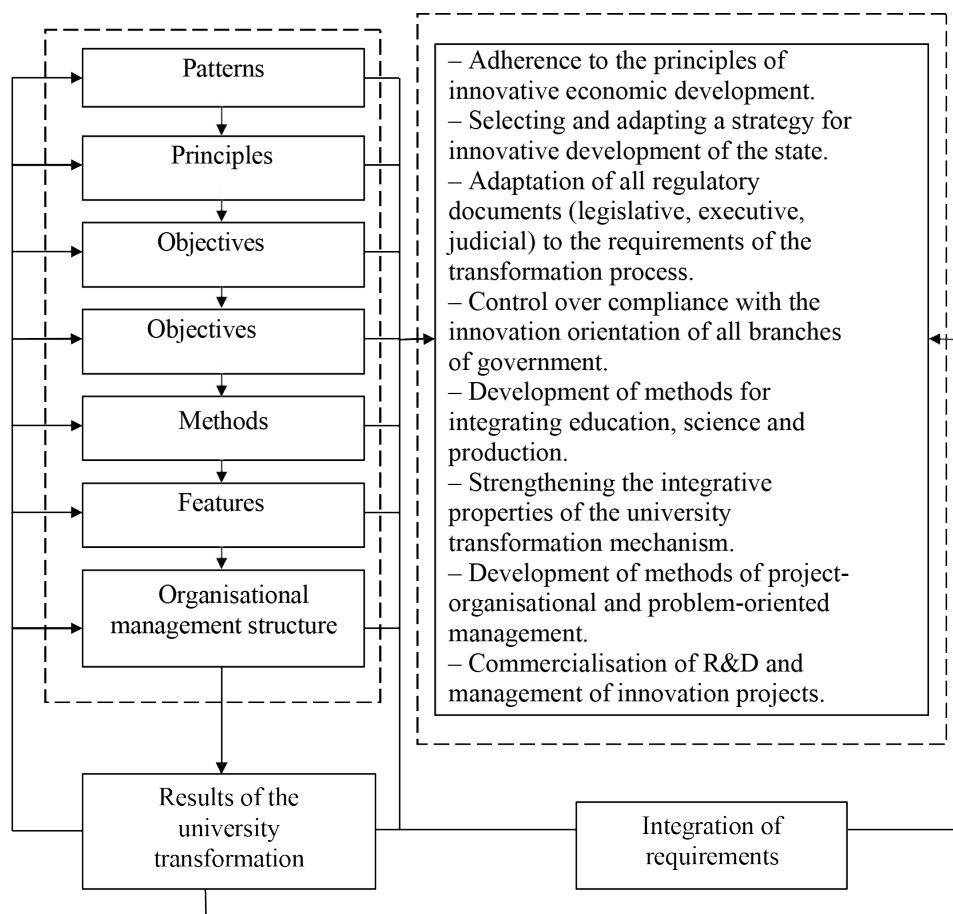 Patterns
Principles
Objectives
Objectives
Methods
Features
Organisational
management structure
Results of the
university
transformation
– Adherence to the principles of
innovative economic development.
– Selecting and adapting a strategy for
innovative development of the state.
– Adaptation of all regulatory
documents (legislative, executive,
judicial) to the requirements of the
transformation process.
– Control over compliance with the
innovation orientation of all branches
of government.
– Development of methods for
integrating education, science and
production.
– Strengthening the integrative
properties of the university
transformation mechanism.
– Development of methods of project-
organisational and problem-oriented
management.
– Commercialisation of R&D and
management of innovation projects.
Integration of
requirements